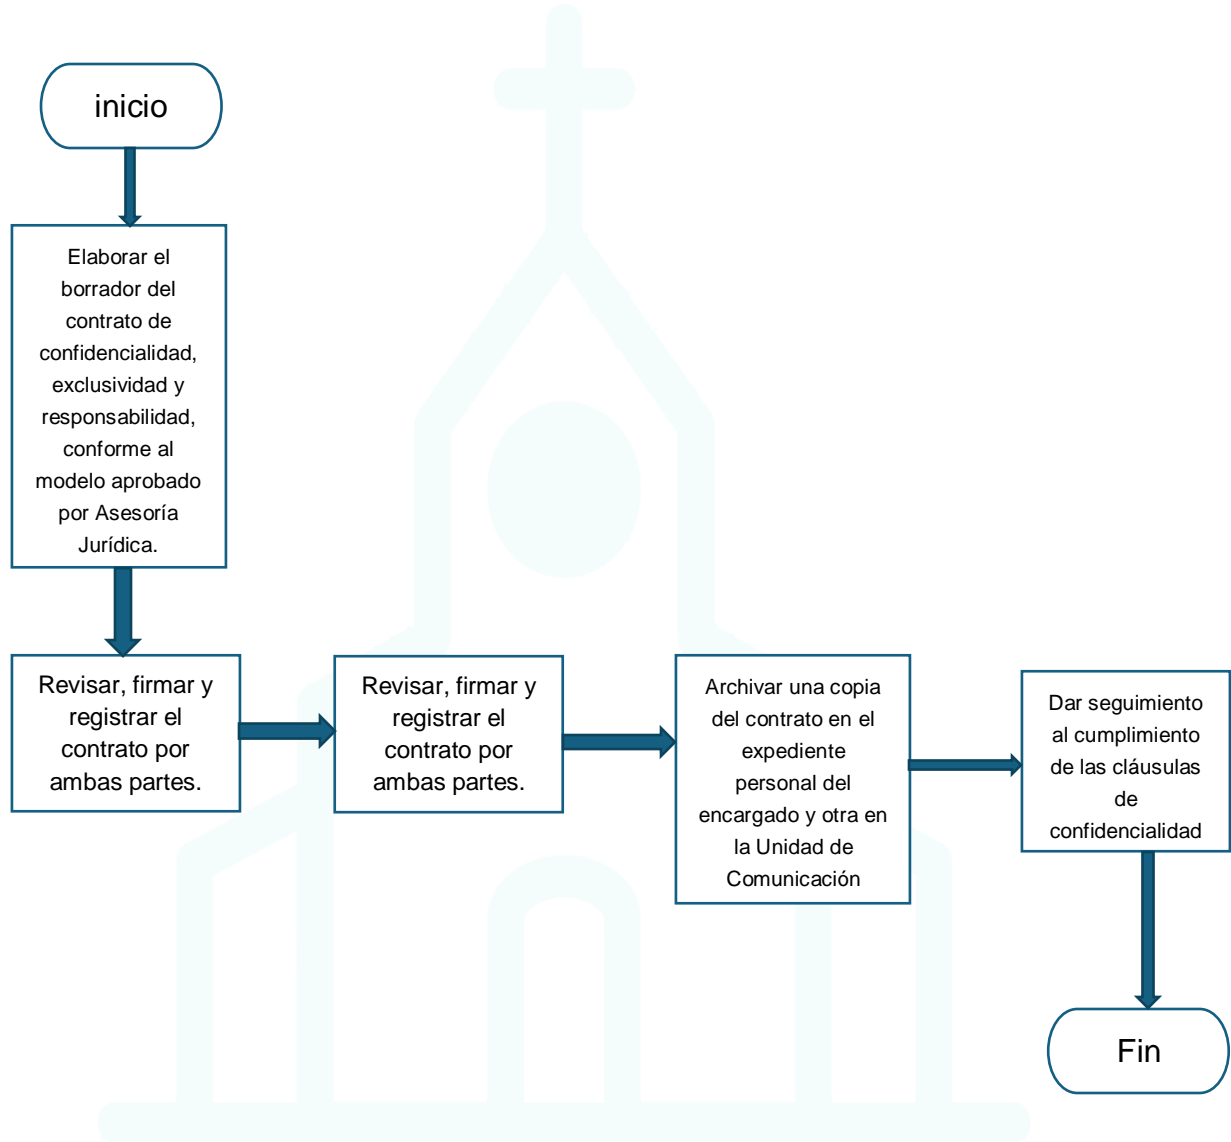 inicio
Elaborar el
borrador del
contrato de
confidencialidad,
exclusividad y
responsabilidad,
conforme al
modelo aprobado
por Asesoría
Jurídica.
Revisar, firmar y
registrar el
contrato por
ambas partes.
Revisar, firmar y
registrar el
contrato por
ambas partes.
Archivar una copia
del contrato en el
expediente
personal del
encargado y otra en
la Unidad de
Comunicación
Dar seguimiento
al cumplimiento
de las cláusulas
de
confidencialidad
Fin